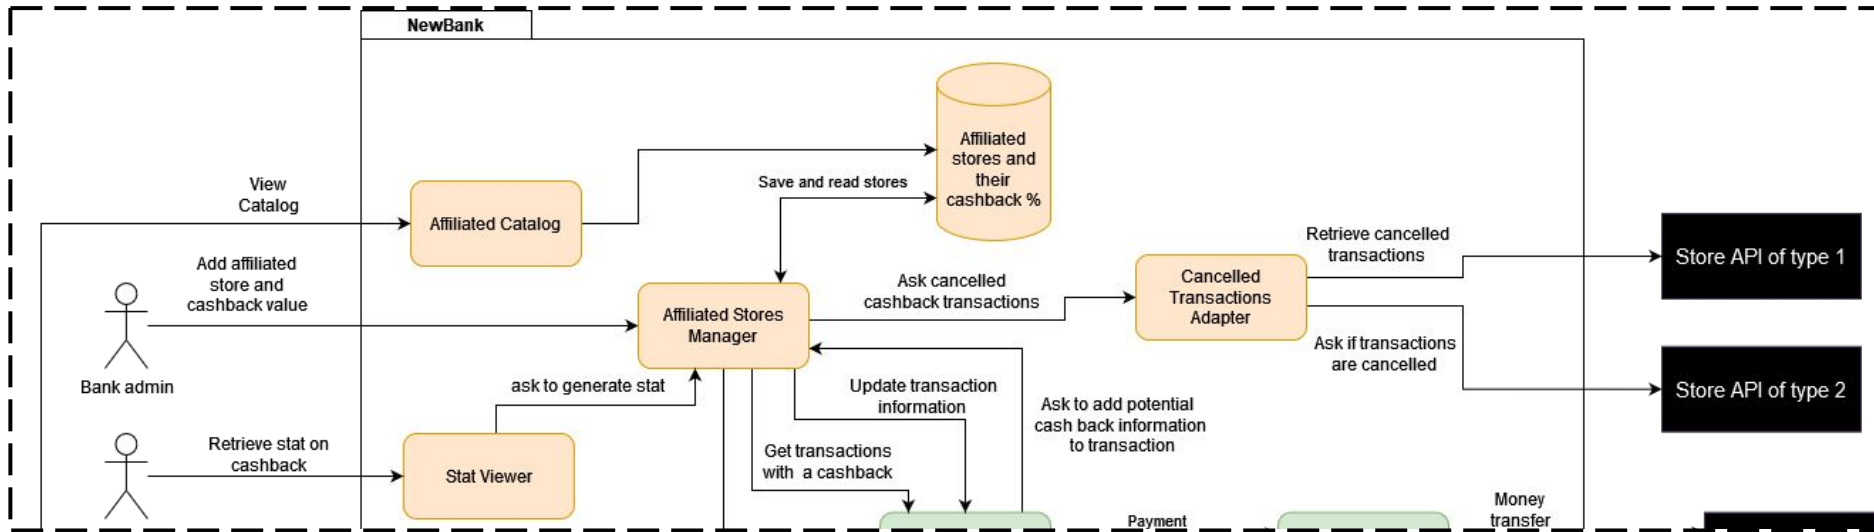 NewBank
Affiliated
stores and
their
cashback %
View
Catalog
Save and read stores
Affiliated Catalog
Add affiliated
store and
cashback value
Retrieve cancelled
transactions
Store API of type 1
Ask cancelled
cashback transactions
Cancelled
Transactions
Adapter
Affiliated Stores
Manager
Ask if transactions
are cancelled
Bank admin
ask to generate stat
Update transaction
information
Store API of type 2
Ask to add potential
cash back information
to transaction
Retrieve stat on
cashback
Get transactions
with a cashback
Stat Viewer
Money
transfer
Payment